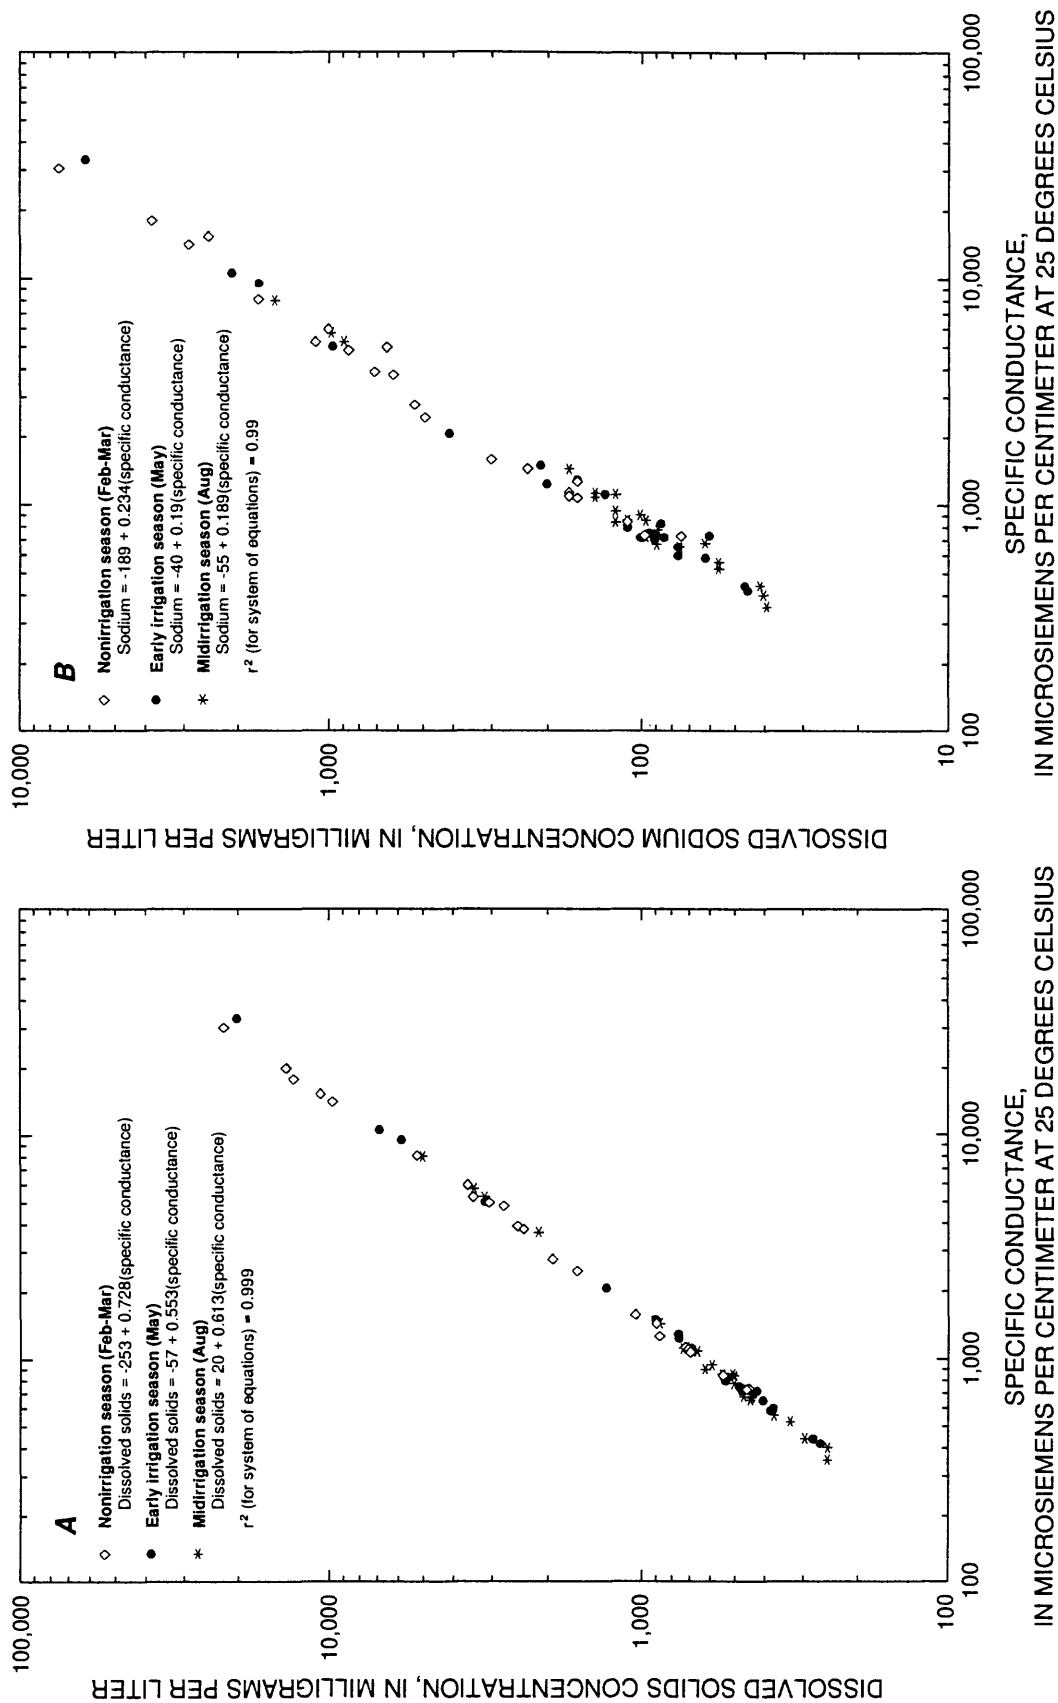 A
Nonirrigation season (Feb-Mar)
Dissolved solids = -253 + 0.728(specific conductance)
Early irrigation season (May)
Dissolved solids = -57 + 0.553(specific conductance)
Midirrigation season (Aug)
Dissolved solids = 20 + 0.613(specific conductance)
r² (for system of equations) = 0.999
DISSOLVED SOLIDS CONCENTRATION, IN MILLIGRAMS PER LITER
100,000
10,000
1,000
100
100
1,000
10,000
100,000
SPECIFIC CONDUCTANCE,
IN MICROSIEMENS PER CENTIMETER AT 25 DEGREES CELSIUS
B
Nonirrigation season (Feb-Mar)
Sodium = -189 + 0.234(specific conductance)
Early irrigation season (May)
Sodium = -40 + 0.19(specific conductance)
Midirrigation season (Aug)
Sodium = -55 + 0.189(specific conductance)
r² (for system of equations) = 0.99
DISSOLVED SODIUM CONCENTRATION, IN MILLIGRAMS PER LITER
10,000
1,000
100
10
100
1,000
10,000
100,000
SPECIFIC CONDUCTANCE,
IN MICROSIEMENS PER CENTIMETER AT 25 DEGREES CELSIUS